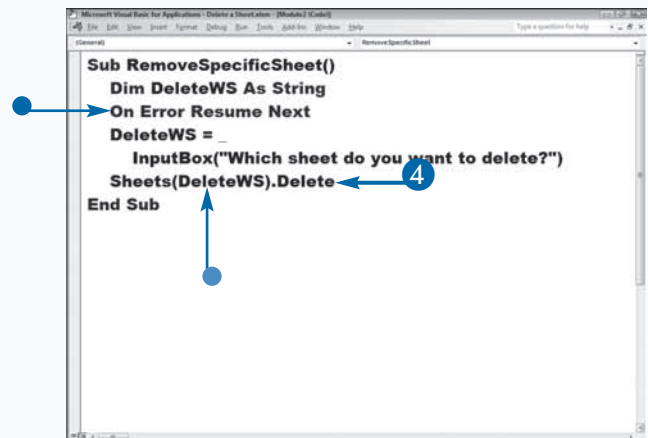 Microsoft Visual Basic for Applications - Delete a Sheet.xlsm - [Module2 (Code)]
File Edit View Insert Format Debug Run Tools Add-Ins Window Help Type a question for help
(General) RemoveSpecificSheet
Sub RemoveSpecificSheet()
Dim DeleteWS As String
On Error Resume Next
DeleteWS = _
InputBox("Which sheet do you want to delete?")
Sheets(DeleteWS).Delete 4
End Sub